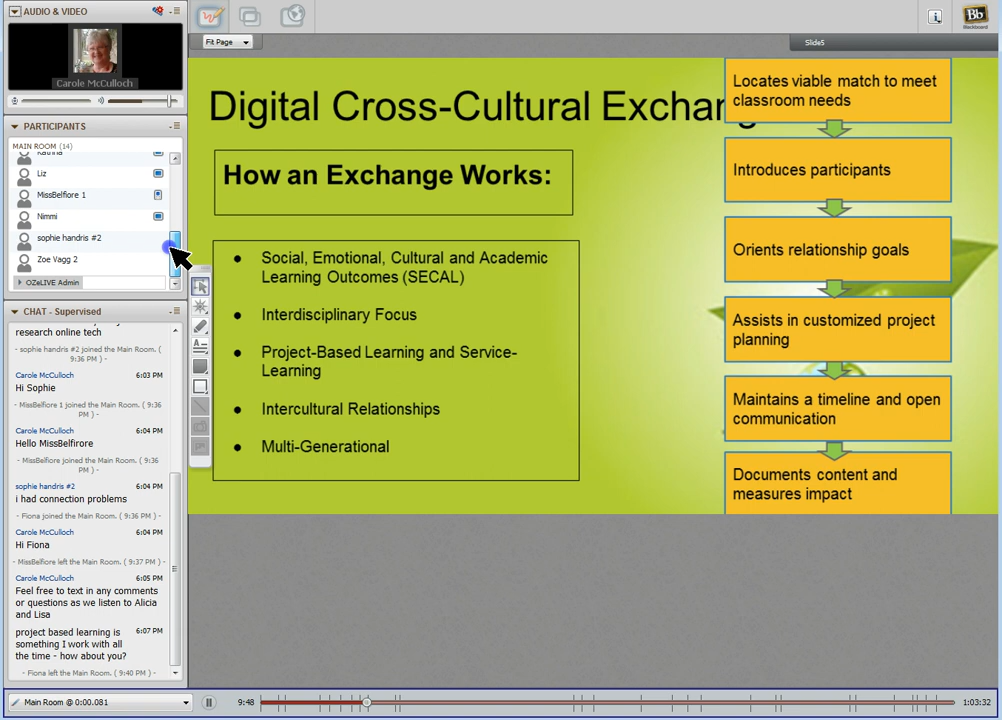 AUDIO & VIDEO
Carole McCulloch
PARTICIPANTS
MAIN ROOM (14)
Katrina
Liz
MissBelfiore 1
Nimmi
sophie handris #2
Zoe Vagg 2
OZeLIVE Admin
CHAT - Supervised
research online tech
- sophie handris #2 joined the Main Room. (
9:36 PM ) -
Carole McCulloch 6:03 PM
Hi Sophie
- MissBelfiore 1 joined the Main Room. ( 9:36
PM ) -
Carole McCulloch 6:04 PM
Hello MissBelfirore
- MissBelfiore joined the Main Room. ( 9:36
PM ) -
sophie handris #2 6:04 PM
i had connection problems
- Fiona joined the Main Room. ( 9:36 PM ) -
Carole McCulloch 6:04 PM
Hi Fiona
- MissBelfiore left the Main Room. ( 9:37 PM ) -
Carole McCulloch 6:05 PM
Feel free to text in any comments
or questions as we listen to Alicia
and Lisa
project based learning is 6:07 PM
something I work with all
the time - how about you?
- Fiona left the Main Room. ( 9:40 PM ) -
Fit Page
Slide5
i
Bb
Blackboard
Digital Cross-Cultural Exchang
How an Exchange Works:
• Social, Emotional, Cultural and Academic
Learning Outcomes (SECAL)
• Interdisciplinary Focus
• Project-Based Learning and Service-
Learning
• Intercultural Relationships
• Multi-Generational
Locates viable match to meet
classroom needs
Introduces participants
Orients relationship goals
Assists in customized project
planning
Maintains a timeline and open
communication
Documents content and
measures impact
Main Room @ 0:00.081
9:48
1:03:32